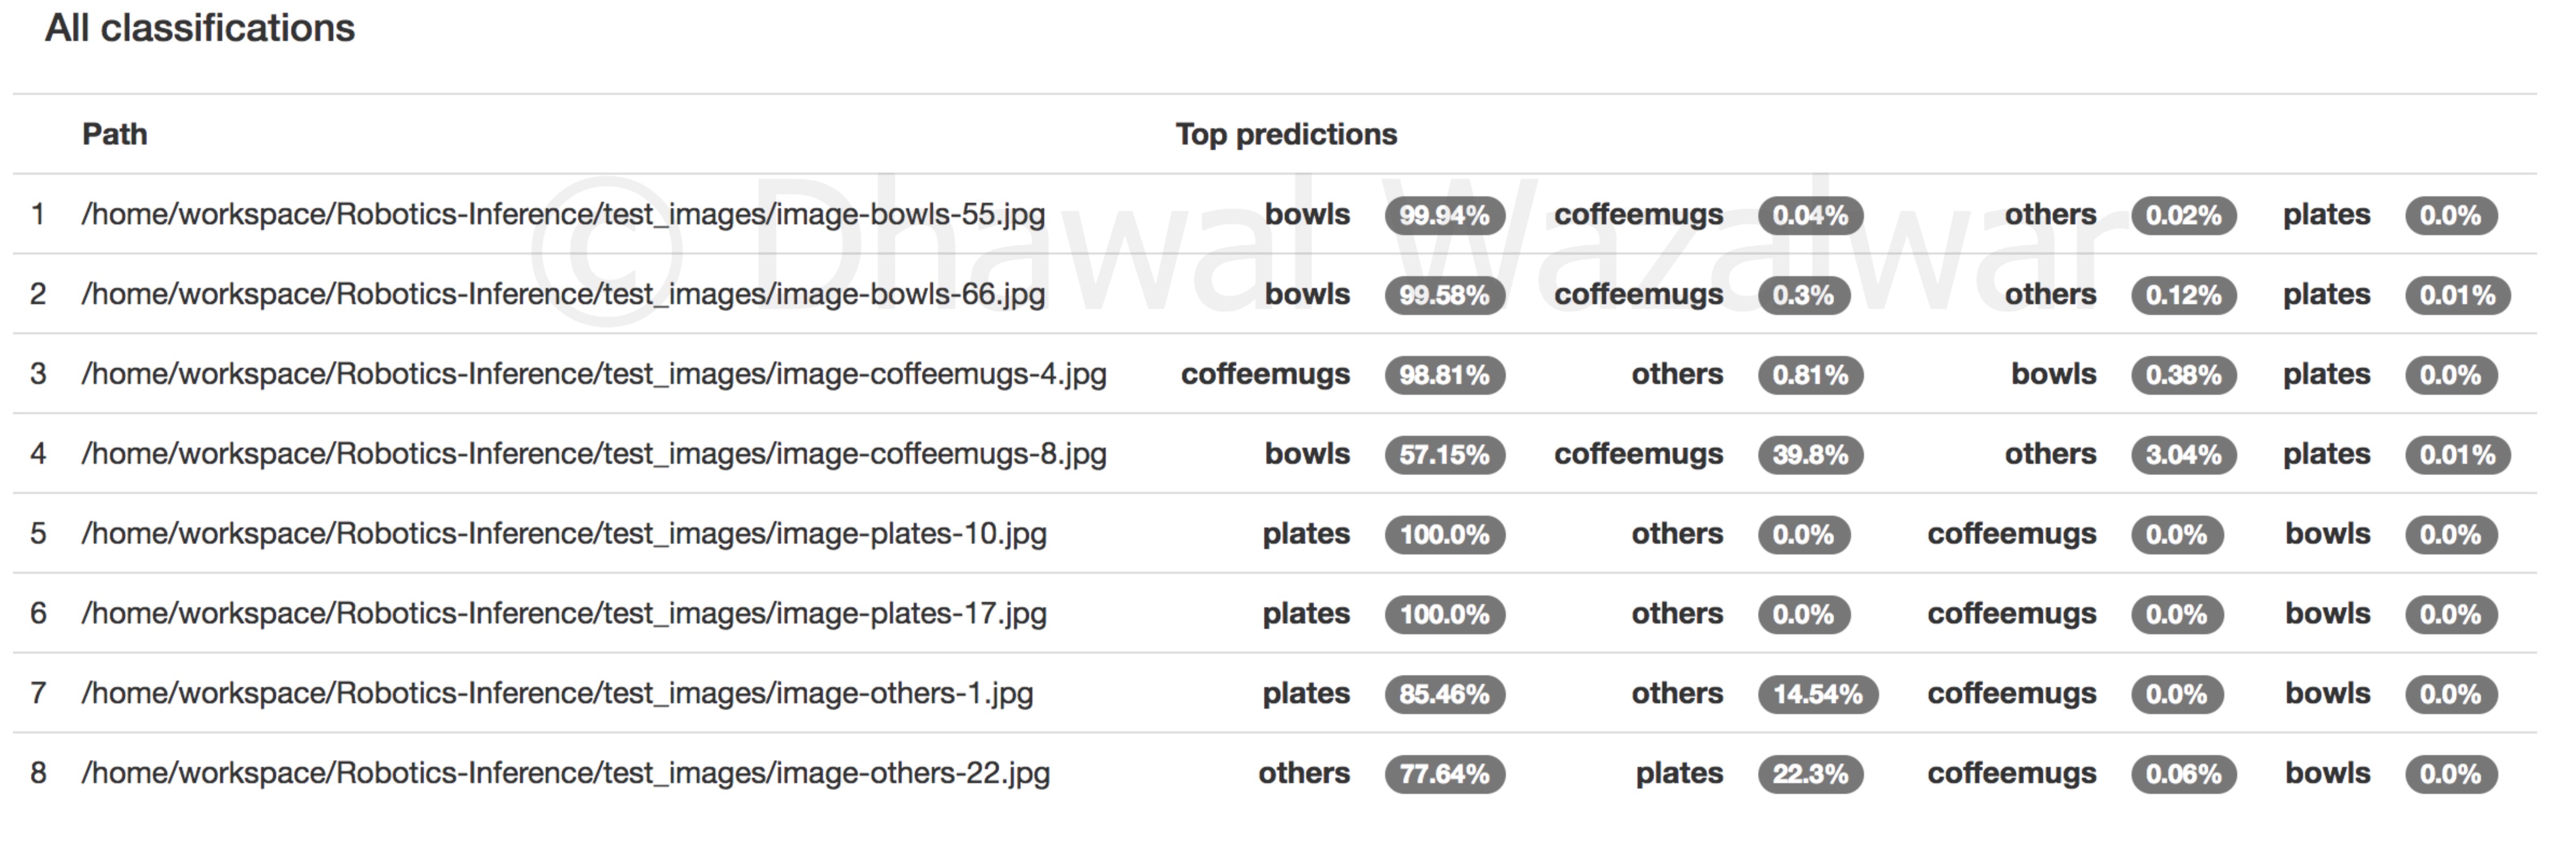 All classifications
Path Top predictions
1 /home/workspace/Robotics-Inference/test_images/image-bowls-55.jpg bowls 99.94% coffeemugs 0.04% others 0.02% plates 0.0%
2 /home/workspace/Robotics-Inference/test_images/image-bowls-66.jpg bowls 99.58% coffeemugs 0.3% others 0.12% plates 0.01%
© Dhawal Wazalwar
3 /home/workspace/Robotics-Inference/test_images/image-coffeemugs-4.jpg coffeemugs 98.81% others 0.81% bowls 0.38% plates 0.0%
4 /home/workspace/Robotics-Inference/test_images/image-coffeemugs-8.jpg bowls 57.15% coffeemugs 39.8% others 3.04% plates 0.01%
5 /home/workspace/Robotics-Inference/test_images/image-plates-10.jpg plates 100.0% others 0.0% coffeemugs 0.0% bowls 0.0%
6 /home/workspace/Robotics-Inference/test_images/image-plates-17.jpg plates 100.0% others 0.0% coffeemugs 0.0% bowls 0.0%
7 /home/workspace/Robotics-Inference/test_images/image-others-1.jpg plates 85.46% others 14.54% coffeemugs 0.0% bowls 0.0%
8 /home/workspace/Robotics-Inference/test_images/image-others-22.jpg others 77.64% plates 22.3% coffeemugs 0.06% bowls 0.0%